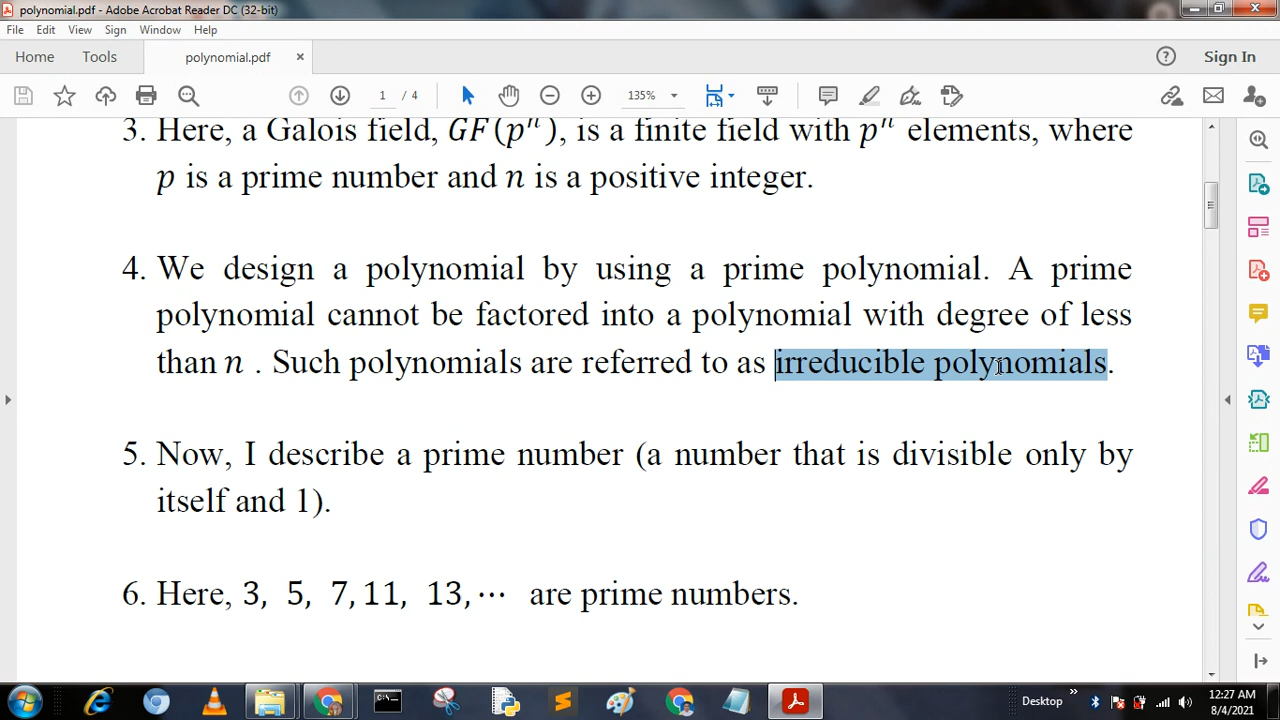 polynomial.pdf - Adobe Acrobat Reader DC (32-bit)
File Edit View Sign Window Help
Home Tools polynomial.pdf × Sign In
1 / 4 135%
3. Here, a Galois field, GF(pⁿ), is a finite field with pⁿ elements, where
p is a prime number and n is a positive integer.
4. We design a polynomial by using a prime polynomial. A prime
polynomial cannot be factored into a polynomial with degree of less
than n . Such polynomials are referred to as irreducible polynomials.
5. Now, I describe a prime number (a number that is divisible only by
itself and 1).
6. Here, 3, 5, 7, 11, 13, ⋯ are prime numbers.
Desktop
12:27 AM
8/4/2021